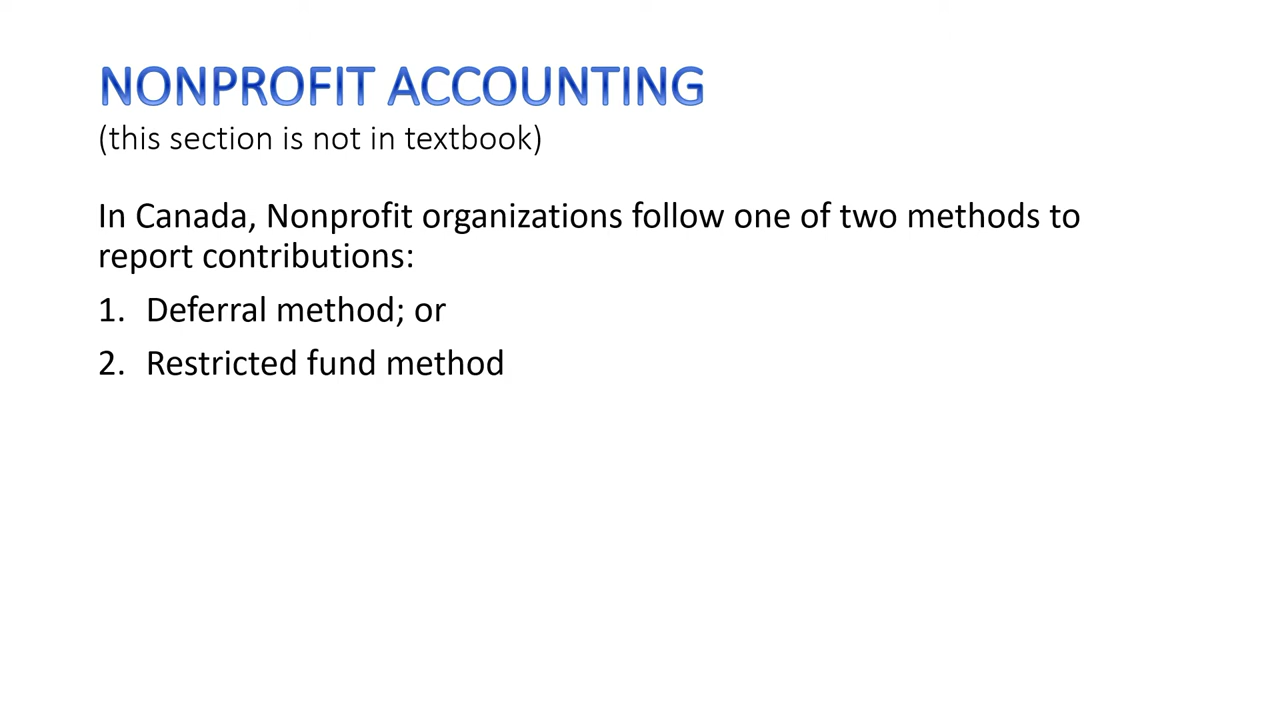 NONPROFIT ACCOUNTING
(this section is not in textbook)
In Canada, Nonprofit organizations follow one of two methods to
report contributions:
1. Deferral method; or
2. Restricted fund method